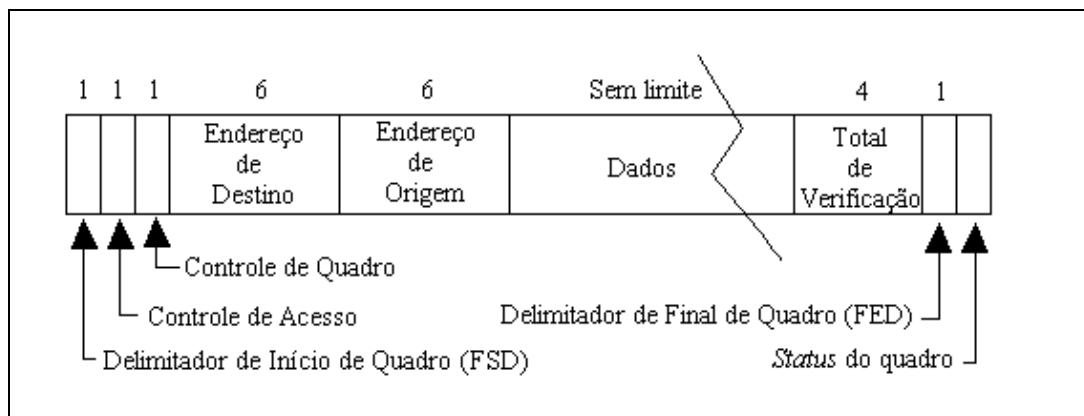 1 1 1 6 6 Sem limite 4 1
Endereço de Destino
Endereço de Origem
Dados
Total de Verificação
Controle de Quadro
Controle de Acesso
Delimitador de Início de Quadro (FSD)
Delimitador de Final de Quadro (FED)
Status do quadro